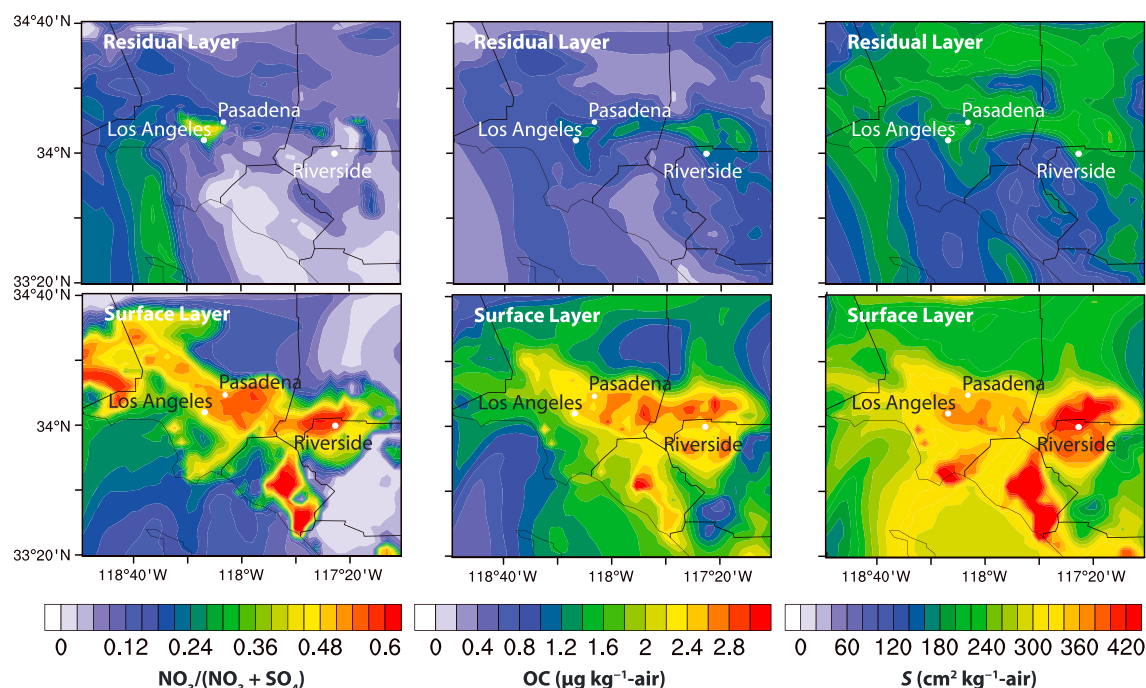 34°40'N
Residual Layer
Residual Layer
Residual Layer
Pasadena
Pasadena
Pasadena
Los Angeles
Los Angeles
Los Angeles
34°N
Riverside
Riverside
Riverside
33°20'
34°40'N
Surface Layer
Surface Layer
Surface Layer
Pasadena
Pasadena
Pasadena
Los Angeles
Los Angeles
Los Angeles
34°N
Riverside
Riverside
Riverside
33°20'N
118°40'W 118°W 117°20'W
118°40'W 118°W 117°20'W
118°40'W 118°W 117°20'W
0 0.12 0.24 0.36 0.48 0.6
0 0.4 0.8 1.2 1.6 2 2.4 2.8
0 60 120 180 240 300 360 420
NO₃/(NO₃ + SO₄)
OC (µg kg⁻¹-air)
S (cm² kg⁻¹-air)